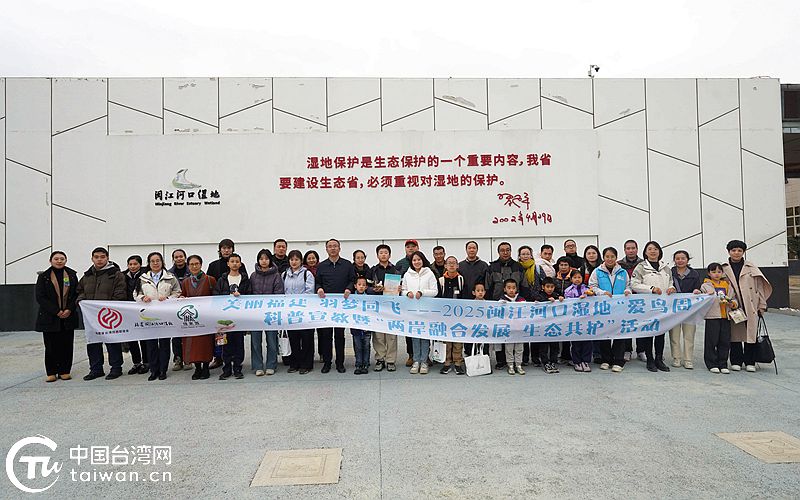 湿地保护是生态保护的一个重要内容,我省
要建设生态省,必须重视对湿地的保护。
2002年4月09日
闽江河口湿地
Minjiang River Estuary Wetland
美丽福建 羽梦同飞---2025闽江河口湿地“爱鸟周”
科普宣教暨“两岸融合发展 生态共护”活动
中国台湾网
taiwan.cn